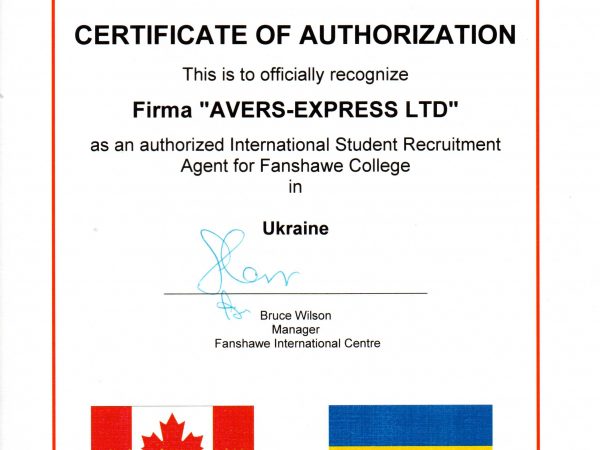 CERTIFICATE OF AUTHORIZATION
This is to officially recognize
Firma "AVERS-EXPRESS LTD"
as an authorized International Student Recruitment
Agent for Fanshawe College
in
Ukraine
Bruce Wilson
Manager
Fanshawe International Centre